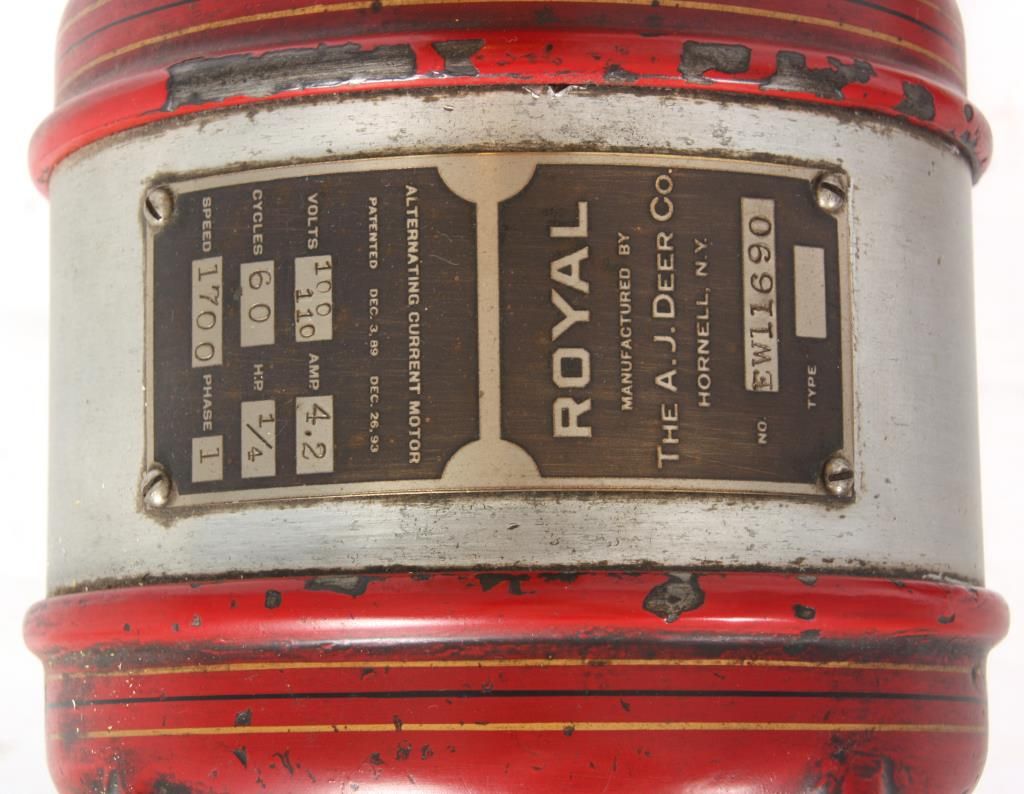 ROYAL
MANUFACTURED BY
THE A. J. DEER CO.
HORNELL, N.Y.
NO. EW11690
TYPE
ALTERNATING CURRENT MOTOR
PATENTED DEC. 3, 89 DEC. 26, 93
VOLTS 100 110 AMP. 4.2
CYCLES 60 H.P. 1/4
SPEED 1700 PHASE 1